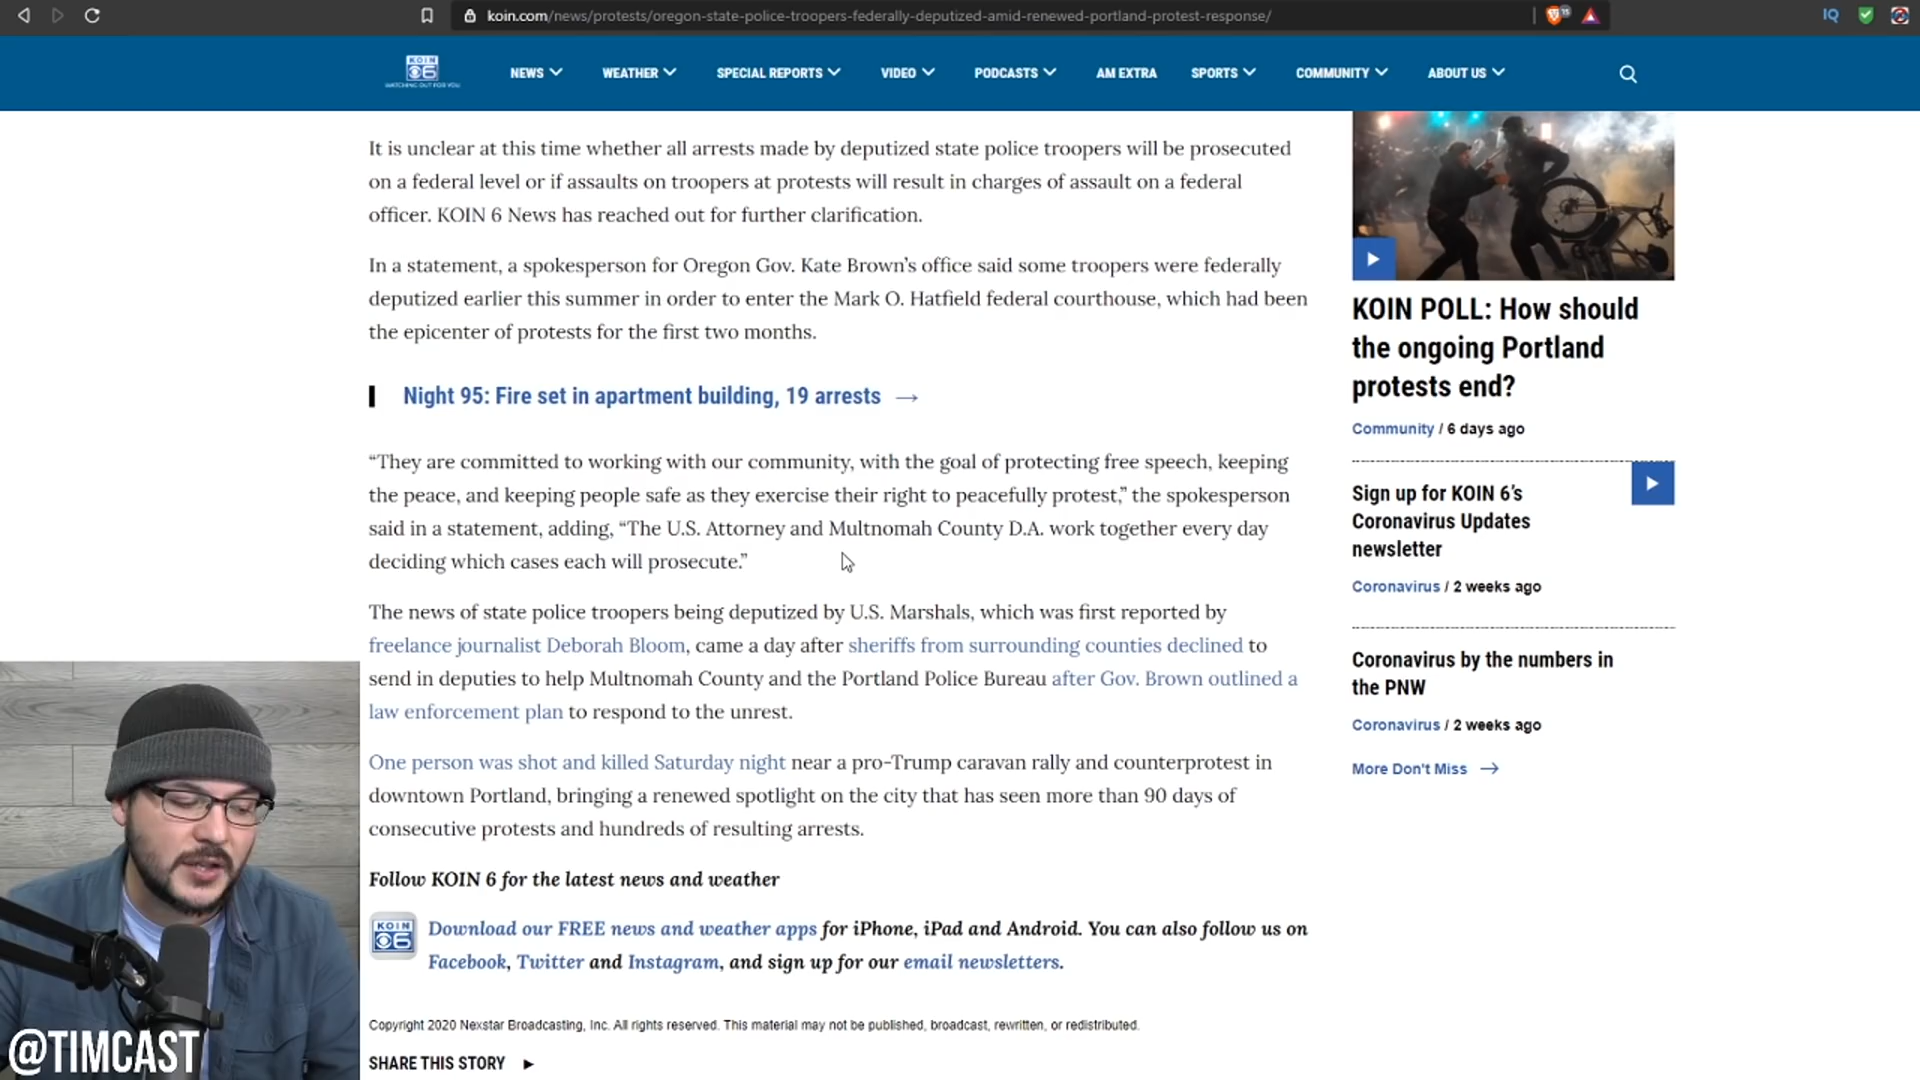 koin.com/news/protests/oregon-state-police-troopers-federally-deputized-amid-renewed-portland-protest-response/
15
IQ
KOIN 6
WATCHING OUT FOR YOU
NEWS WEATHER SPECIAL REPORTS VIDEO PODCASTS AM EXTRA SPORTS COMMUNITY ABOUT US
It is unclear at this time whether all arrests made by deputized state police troopers will be prosecuted
on a federal level or if assaults on troopers at protests will result in charges of assault on a federal
officer. KOIN 6 News has reached out for further clarification.
In a statement, a spokesperson for Oregon Gov. Kate Brown’s office said some troopers were federally
deputized earlier this summer in order to enter the Mark O. Hatfield federal courthouse, which had been
the epicenter of protests for the first two months.
Night 95: Fire set in apartment building, 19 arrests →
“They are committed to working with our community, with the goal of protecting free speech, keeping
the peace, and keeping people safe as they exercise their right to peacefully protest,” the spokesperson
said in a statement, adding, “The U.S. Attorney and Multnomah County D.A. work together every day
deciding which cases each will prosecute.”
The news of state police troopers being deputized by U.S. Marshals, which was first reported by
freelance journalist Deborah Bloom, came a day after sheriffs from surrounding counties declined to
send in deputies to help Multnomah County and the Portland Police Bureau after Gov. Brown outlined a
law enforcement plan to respond to the unrest.
One person was shot and killed Saturday night near a pro-Trump caravan rally and counterprotest in
downtown Portland, bringing a renewed spotlight on the city that has seen more than 90 days of
consecutive protests and hundreds of resulting arrests.
Follow KOIN 6 for the latest news and weather
KOIN 6
Download our FREE news and weather apps for iPhone, iPad and Android. You can also follow us on
Facebook, Twitter and Instagram, and sign up for our email newsletters.
Copyright 2020 Nexstar Broadcasting, Inc. All rights reserved. This material may not be published, broadcast, rewritten, or redistributed.
SHARE THIS STORY ►
KOIN POLL: How should
the ongoing Portland
protests end?
Community / 6 days ago
Sign up for KOIN 6’s
Coronavirus Updates
newsletter
Coronavirus / 2 weeks ago
Coronavirus by the numbers in
the PNW
Coronavirus / 2 weeks ago
More Don't Miss →
@TIMCAST